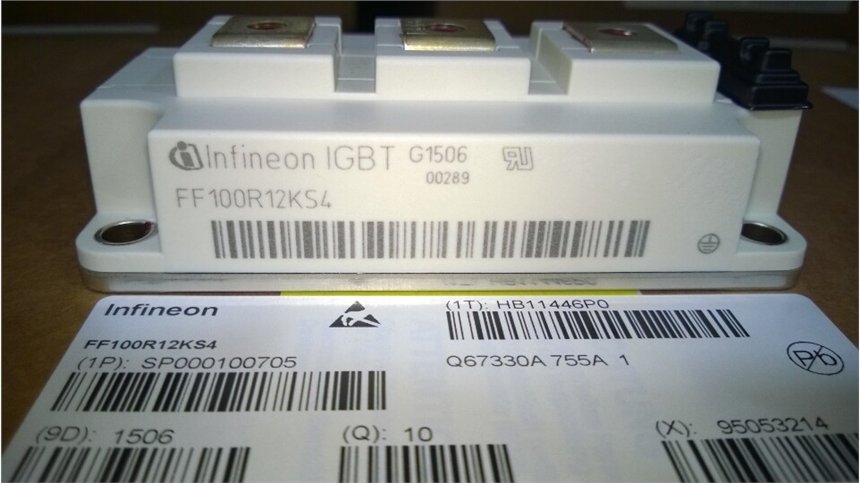 Infineon IGBT G1506
00289
FF100R12KS4
Infineon
(1T): HB11446P0
FF100R12KS4
(1P): SP000100705
Q67330A 755A 1
Pb
(9D): 1506
(Q): 10
(X): 95053214